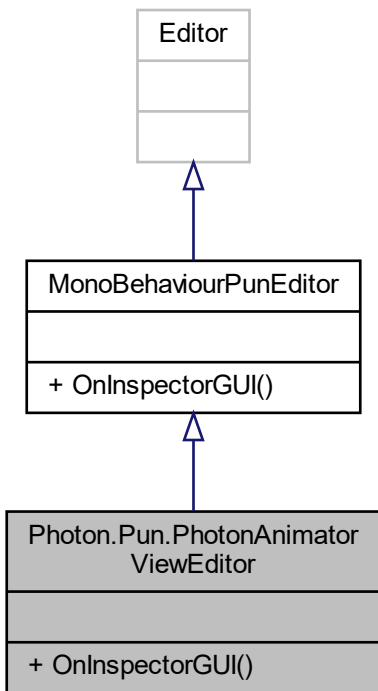 Editor
MonoBehaviourPunEditor
+ OnInspectorGUI()
Photon.Pun.PhotonAnimator
ViewEditor
+ OnInspectorGUI()